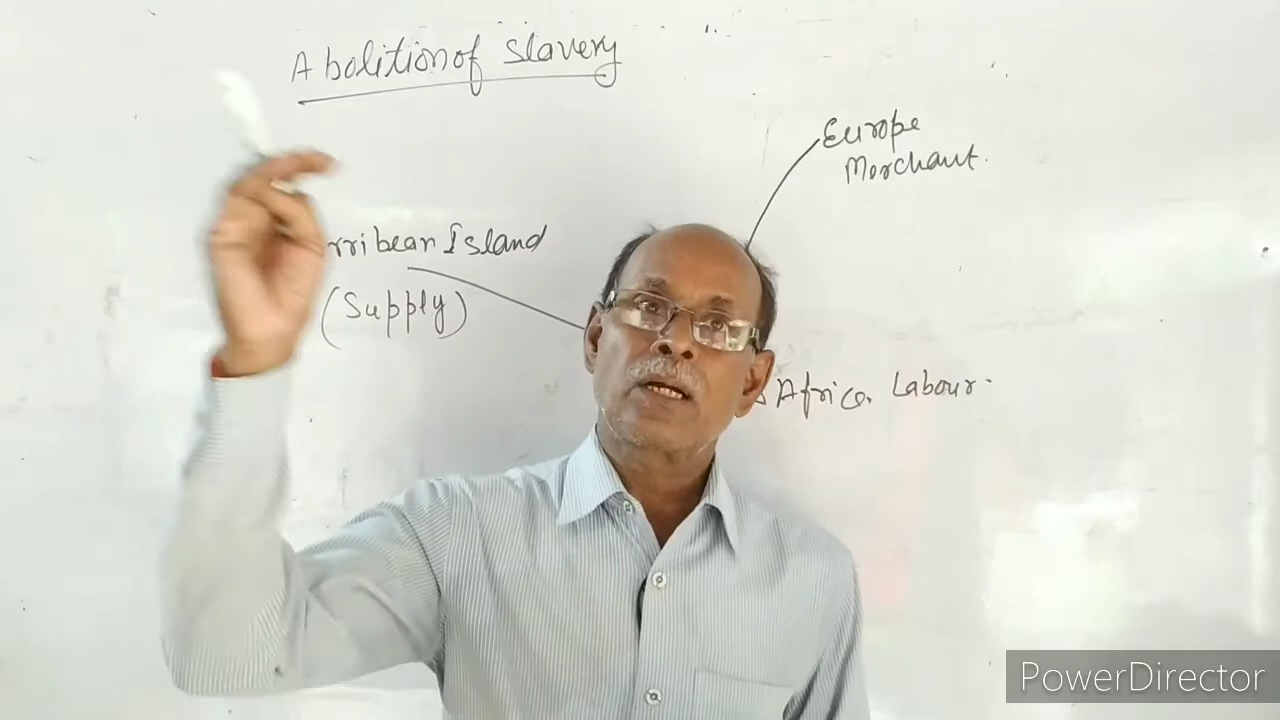 Abolition of Slavery
Europe
Merchant.
rribean Island
(Supply)
Africa Labour.
PowerDirector